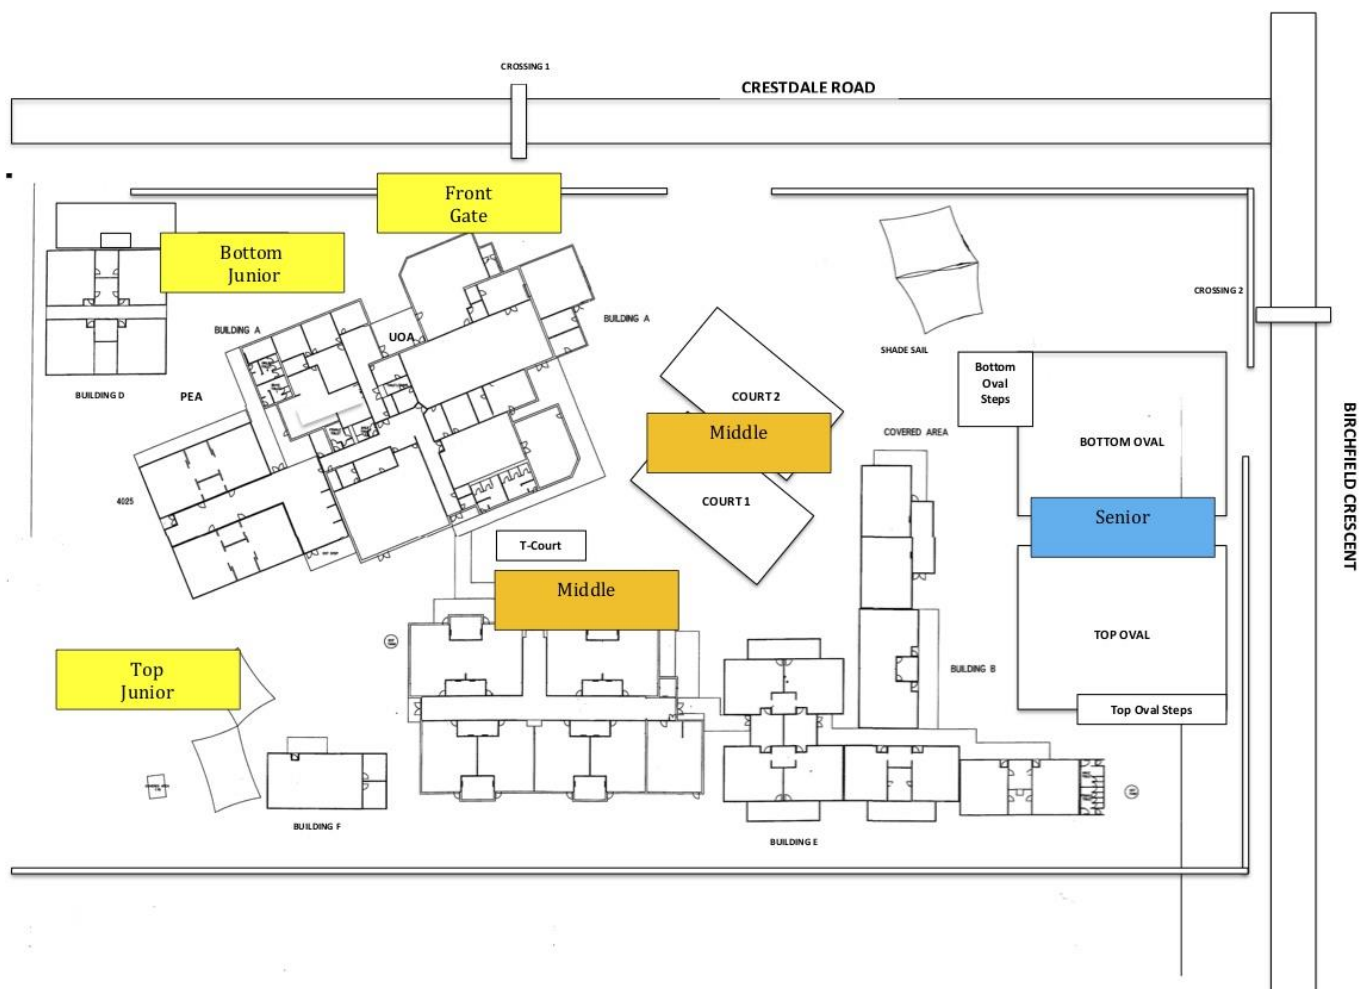 CROSSING 1
CRESTDALE ROAD
Front
Gate
Bottom
Junior
BUILDING A
UOA
BUILDING A
CROSSING 2
SHADE SAIL
BUILDING D
PEA
COURT 2
Bottom
Oval
Steps
Middle
COVERED AREA
BOTTOM OVAL
BIRCHFIELD CRESCENT
4025
COURT 1
Senior
T-Court
Middle
TOP OVAL
Top
Junior
BUILDING B
Top Oval Steps
BUILDING F
BUILDING E